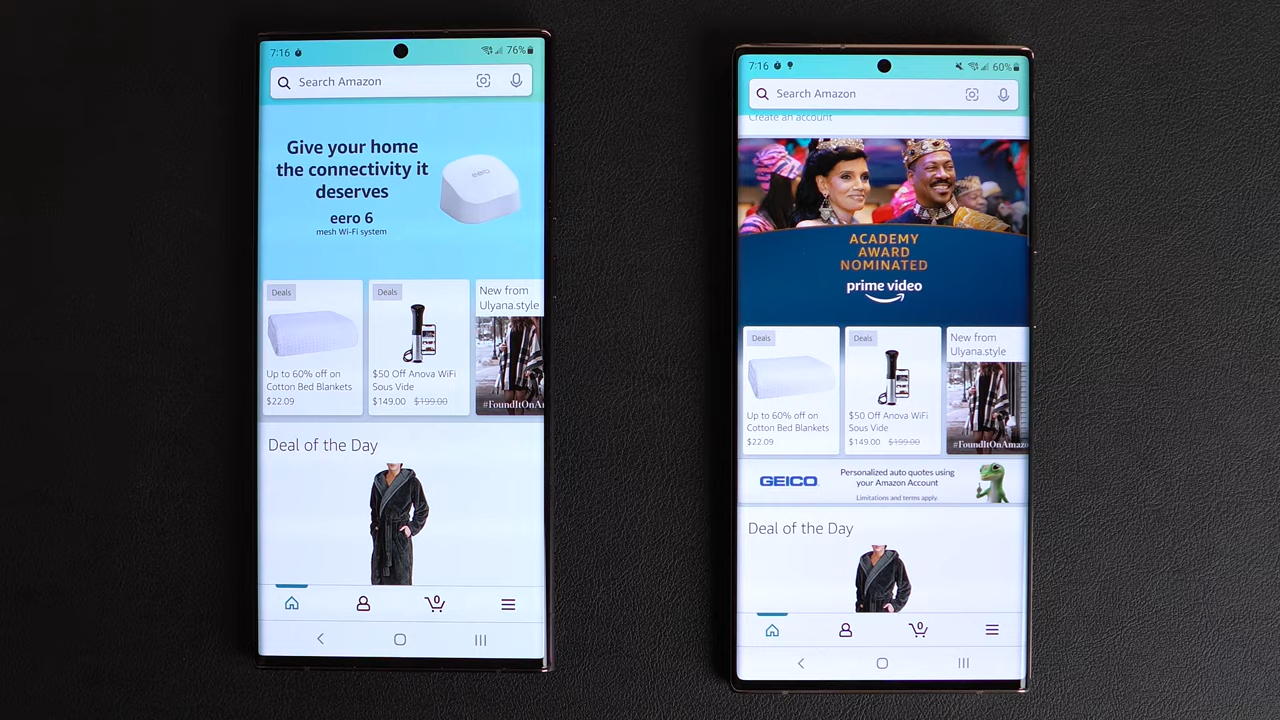 7:16
76%
Search Amazon
Give your home
the connectivity it
deserves
eero 6
mesh Wi-Fi system
eero
Deals
Up to 60% off on
Cotton Bed Blankets
$22.09
Deals
$50 Off Anova WiFi
Sous Vide
$149.00 $199.00
New from
Ulyana.style
Deal of the Day
0
7:16
60%
Search Amazon
Create an account
ACADEMY
AWARD
NOMINATED
prime video
Deals
Up to 60% off on
Cotton Bed Blankets
$22.09
Deals
$50 Off Anova WiFi
Sous Vide
$149.00 $199.00
New from
Ulyana.style
GEICO
Personalized auto quotes using
your Amazon Account
Limitations and terms apply.
Deal of the Day
0